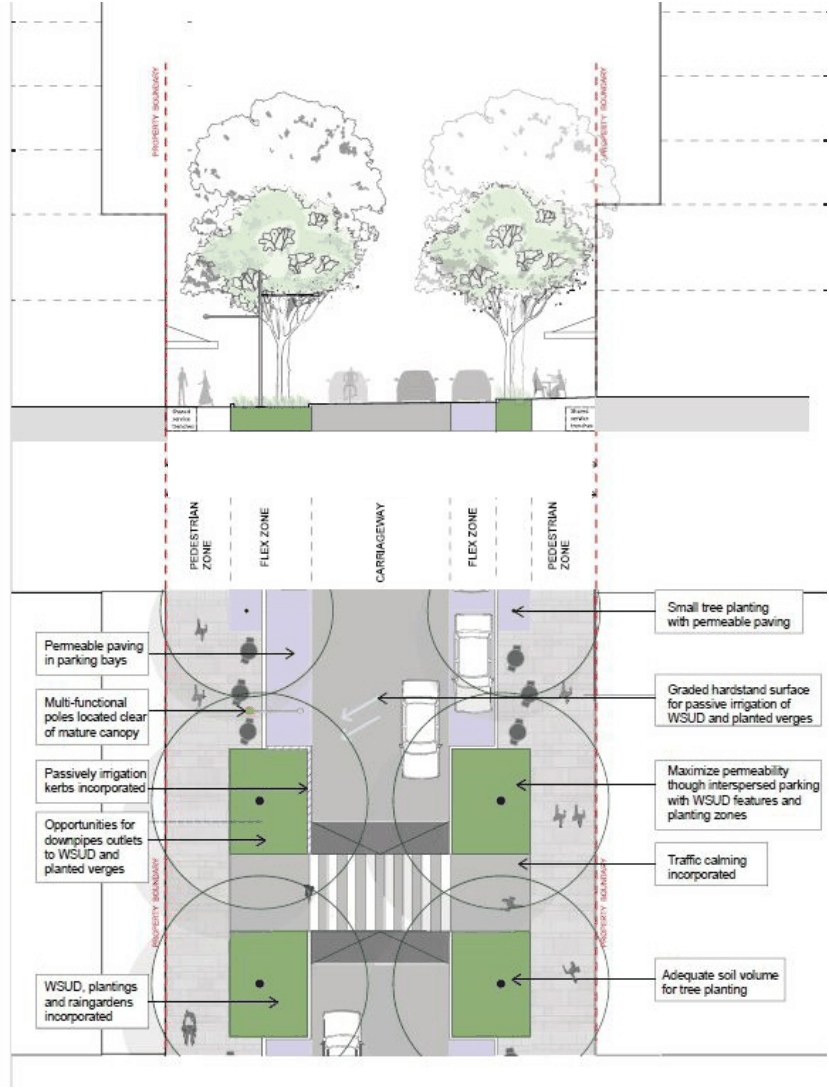 PROPERTY BOUNDARY
PROPERTY BOUNDARY
Shared
service
trenches
Shared
service
trenches
PEDESTRIAN
ZONE
FLEX ZONE
CARRIAGEWAY
FLEX ZONE
PEDESTRIAN
ZONE
Permeable paving
in parking bays
Multi-functional
poles located clear
of mature canopy
Passively irrigation
kerbs incorporated
Opportunities for
downpipes outlets
to WSUD and
planted verges
WSUD, plantings
and raingardens
incorporated
Small tree planting
with permeable paving
Graded hardstand surface
for passive irrigation of
WSUD and planted verges
Maximize permeability
though interspersed parking
with WSUD features and
planting zones
Traffic calming
incorporated
Adequate soil volume
for tree planting
PROPERTY BOUNDARY
PROPERTY BOUNDARY